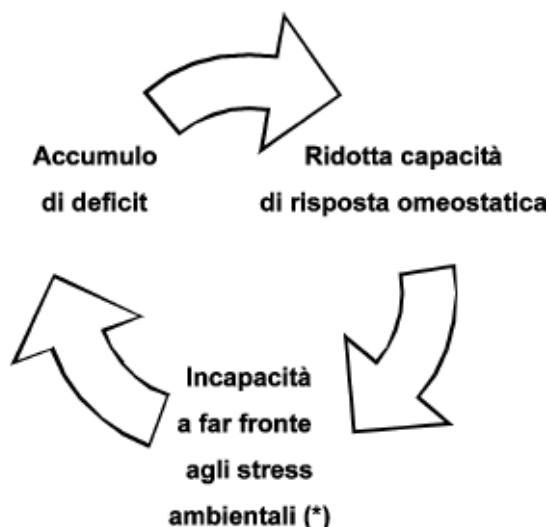 Accumulo
di deficit
Ridotta capacità
di risposta omeostatica
Incapacità
a far fronte
agli stress
ambientali (*)